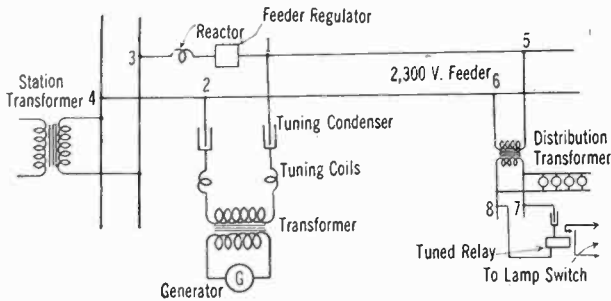 Feeder Regulator
Reactor
3
1
5
Station
Transformer
4
2
2,300 V. Feeder
6
Tuning Condenser
Distribution
Transformer
Tuning Coils
8
7
Transformer
Tuned Relay
G
Generator
To Lamp Switch